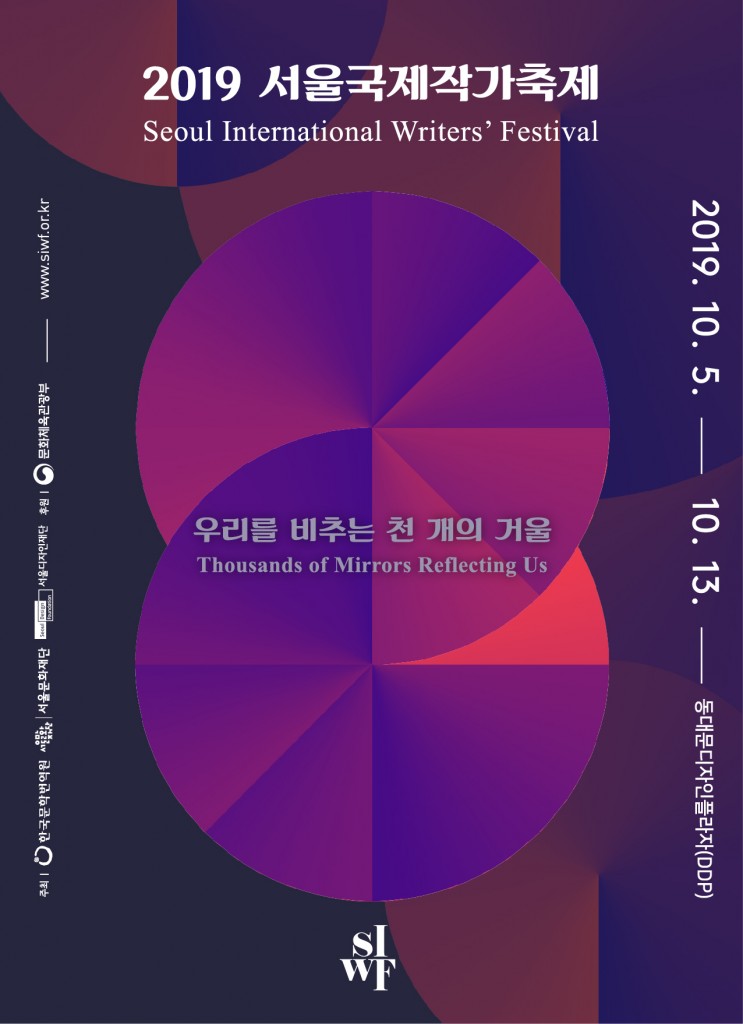 2019 서울국제작가축제
Seoul International Writers’ Festival
2019. 10. 5. — 10. 13. — 동대문디자인플라자(DDP)
우리를 비추는 천 개의 거울
Thousands of Mirrors Reflecting Us
주최 | 한국문학번역원 서울문화재단 Seoul Design Foundation 서울디자인재단 후원 | 문화체육관광부 — www.siwf.or.kr
SI
WF